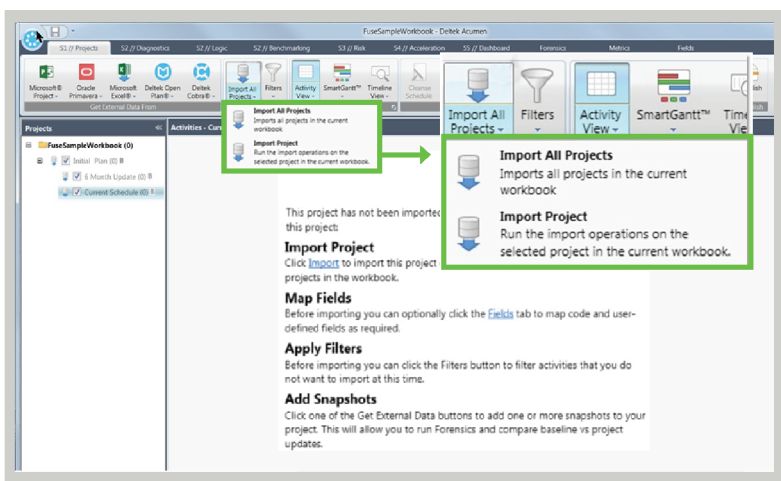 FuseSampleWorkbook - Deltek Acumen
S1 // Projects S2 // Diagnostics S2 // Logic S2 // Benchmarking S3 // Risk S4 // Acceleration S5 // Dashboard Forensics Metrics Fields
Microsoft® Oracle Microsoft Deltek Open Deltek Import All Filters Activity SmartGantt™ Timeline Cleanse
Project Primavera Excel® Plan® Cobra® Projects View View Schedule
Get External Data From
Import All Projects
Imports all projects in the current
workbook
Import Project
Run the import operations on the
selected project in the current workbook.
Import All Filters Activity SmartGantt™
Projects View
Import All Projects
Imports all projects in the current
workbook
Import Project
Run the import operations on the
selected project in the current workbook.
Projects
FuseSampleWorkbook (0)
Initial Plan (0)
6 Month Update (0)
Current Schedule (0)
This project has not been imported
this project:
Import Project
Click Import to import this project
projects in the workbook.
Map Fields
Before importing you can optionally click the Fields tab to map code and user-
defined fields as required.
Apply Filters
Before importing you can click the Filters button to filter activities that you do
not want to import at this time.
Add Snapshots
Click one of the Get External Data buttons to add one or more snapshots to your
project. This will allow you to run Forensics and compare baseline vs project
updates.